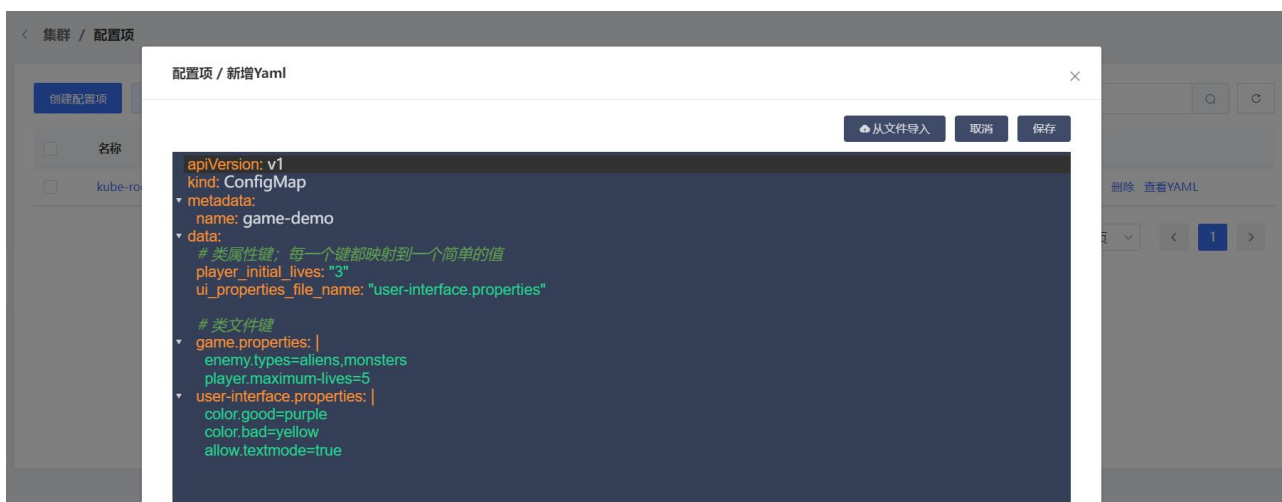 集群 / 配置项
配置项 / 新增Yaml
创建配置项
从文件导入 取消 保存
名称
kube-ro
删除 查看YAML
1
apiVersion: v1
kind: ConfigMap
metadata:
name: game-demo
data:
# 类属性键；每一个键都映射到一个简单的值
player_initial_lives: "3"
ui_properties_file_name: "user-interface.properties"
# 类文件键
game.properties: |
enemy.types=aliens,monsters
player.maximum-lives=5
user-interface.properties: |
color.good=purple
color.bad=yellow
allow.textmode=true